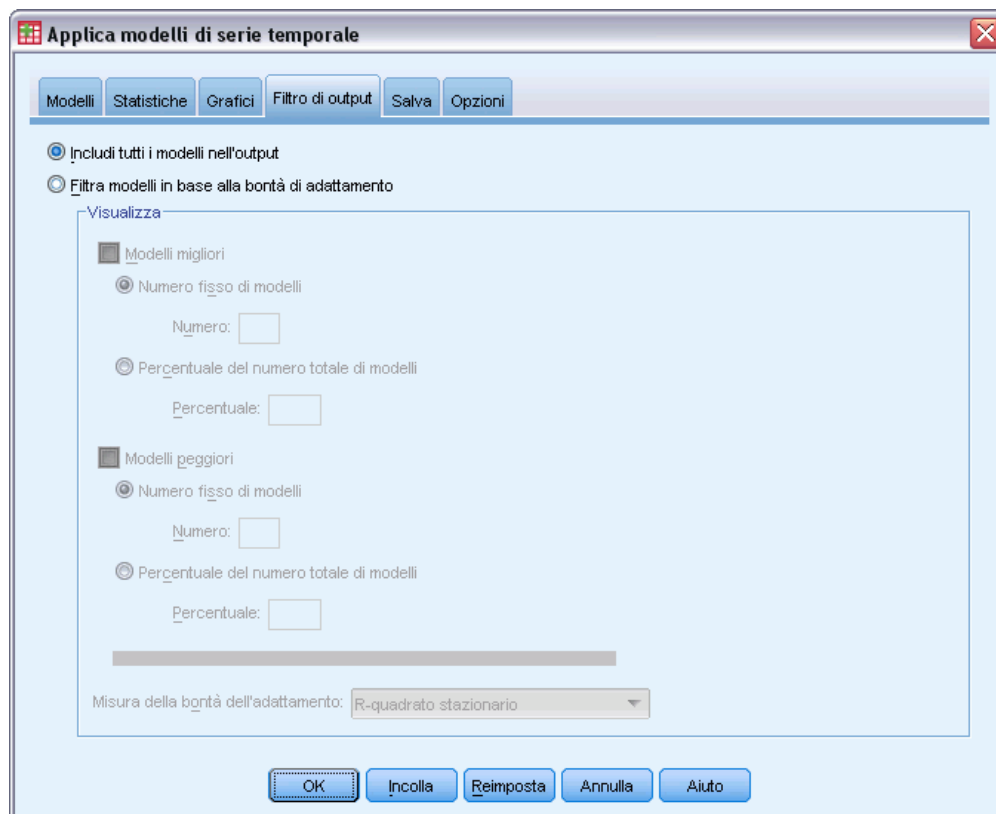 Applica modelli di serie temporale
Modelli Statistiche Grafici Filtro di output Salva Opzioni
Includi tutti i modelli nell'output
Filtra modelli in base alla bontà di adattamento
Visualizza
Modelli migliori
Numero fisso di modelli
Numero:
Percentuale del numero totale di modelli
Percentuale:
Modelli peggiori
Numero fisso di modelli
Numero:
Percentuale del numero totale di modelli
Percentuale:
Misura della bontà dell'adattamento: R-quadrato stazionario
OK Incolla Reimposta Annulla Aiuto